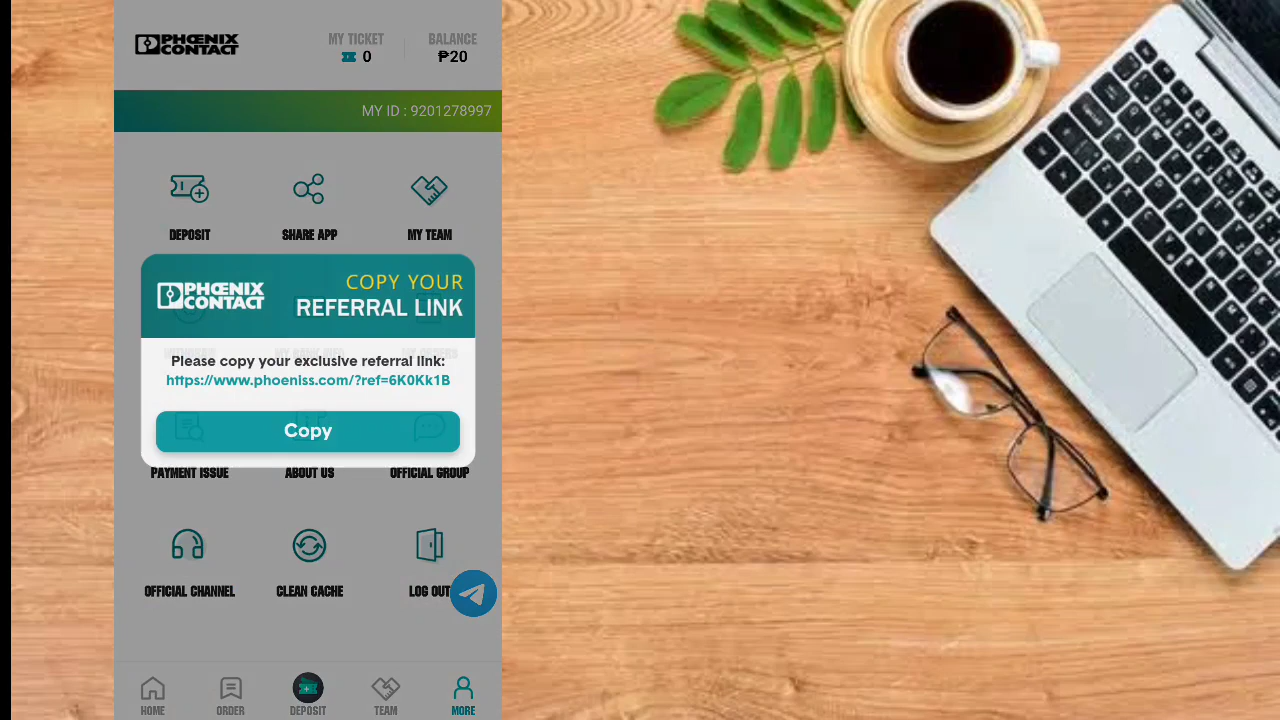 PHŒNIX
CONTACT
MY TICKET
0
BALANCE
₱20
MY ID : 9201278997
DEPOSIT
SHARE APP
MY TEAM
PHŒNIX
CONTACT
COPY YOUR
REFERRAL LINK
Please copy your exclusive referral link:
https://www.phoeniss.com/?ref=6K0Kk1B
Copy
PAYMENT ISSUE
ABOUT US
OFFICIAL GROUP
OFFICIAL CHANNEL
CLEAN CACHE
LOG OUT
HOME
ORDER
DEPOSIT
TEAM
MORE